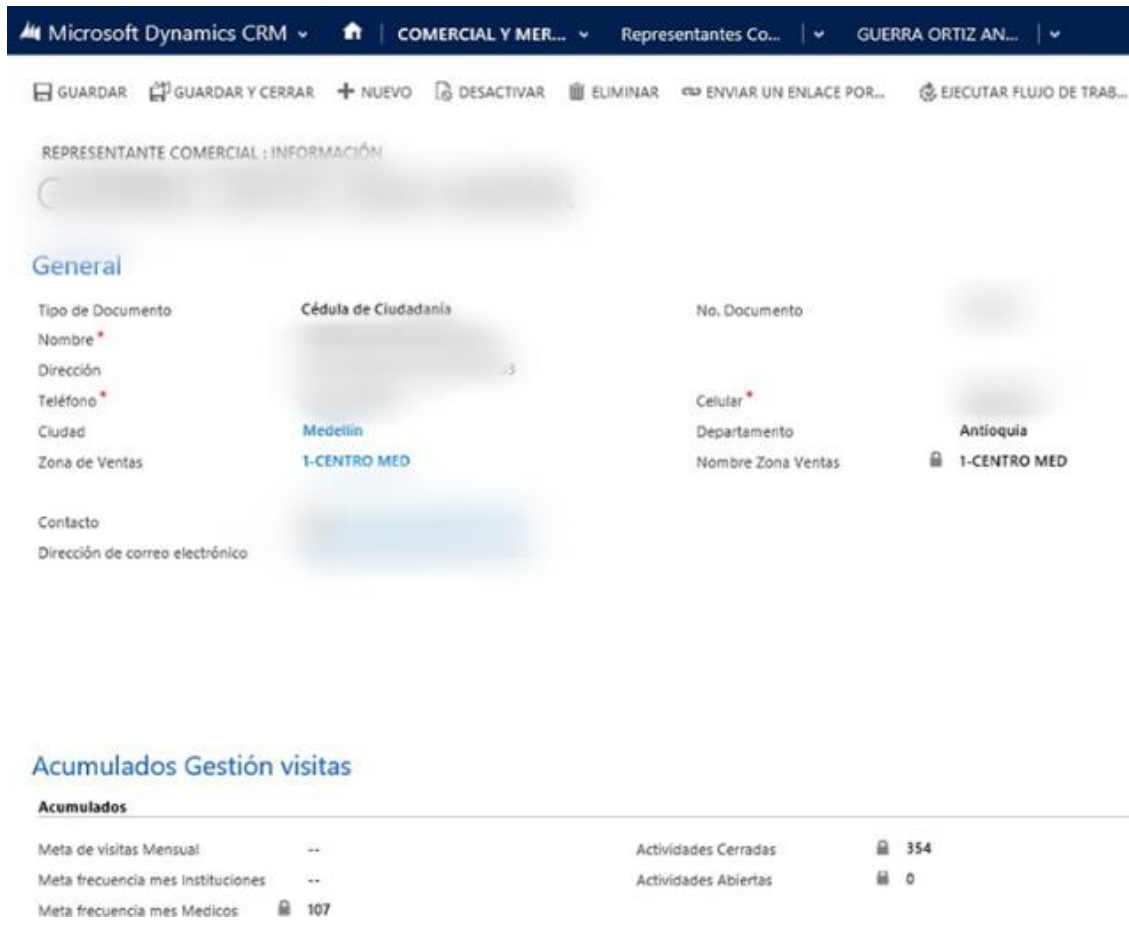 Microsoft Dynamics CRM COMERCIAL Y MER... Representantes Co... GUERRA ORTIZ AN...
GUARDAR GUARDAR Y CERRAR NUEVO DESACTIVAR ELIMINAR ENVIAR UN ENLACE POR... EJECUTAR FLUJO DE TRAB...
REPRESENTANTE COMERCIAL : INFORMACIÓN
General
Tipo de Documento Cédula de Ciudadanía No. Documento
Nombre *
Dirección
Teléfono * Celular *
Ciudad Medellín Departamento Antioquia
Zona de Ventas 1-CENTRO MED Nombre Zona Ventas 1-CENTRO MED
Contacto
Dirección de correo electrónico
Acumulados Gestión visitas
Acumulados
Meta de visitas Mensual -- Actividades Cerradas 354
Meta frecuencia mes Instituciones -- Actividades Abiertas 0
Meta frecuencia mes Medicos 107